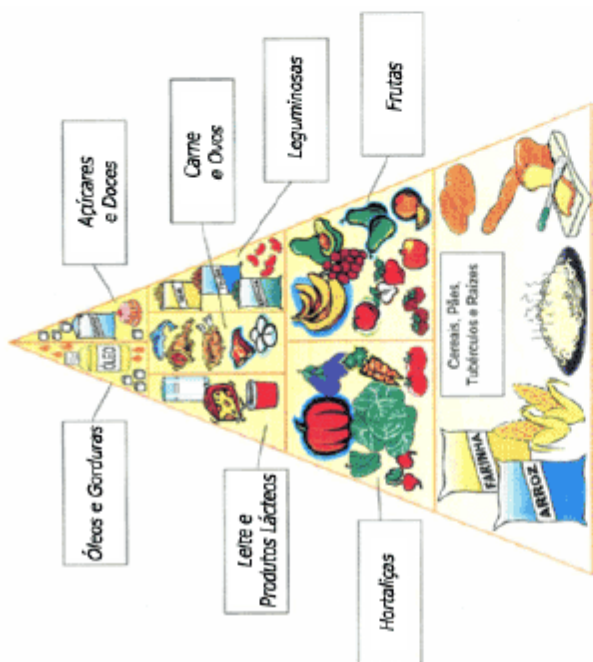 Açúcares
e Doces
Carne
e Ovos
Leguminosas
Frutas
ÓLEO
Óleos e Gorduras
Leite e
Produtos Lácteos
Hortaliças
Cereais, Pães,
Tubérculos e Raízes
FARINHA
ARROZ